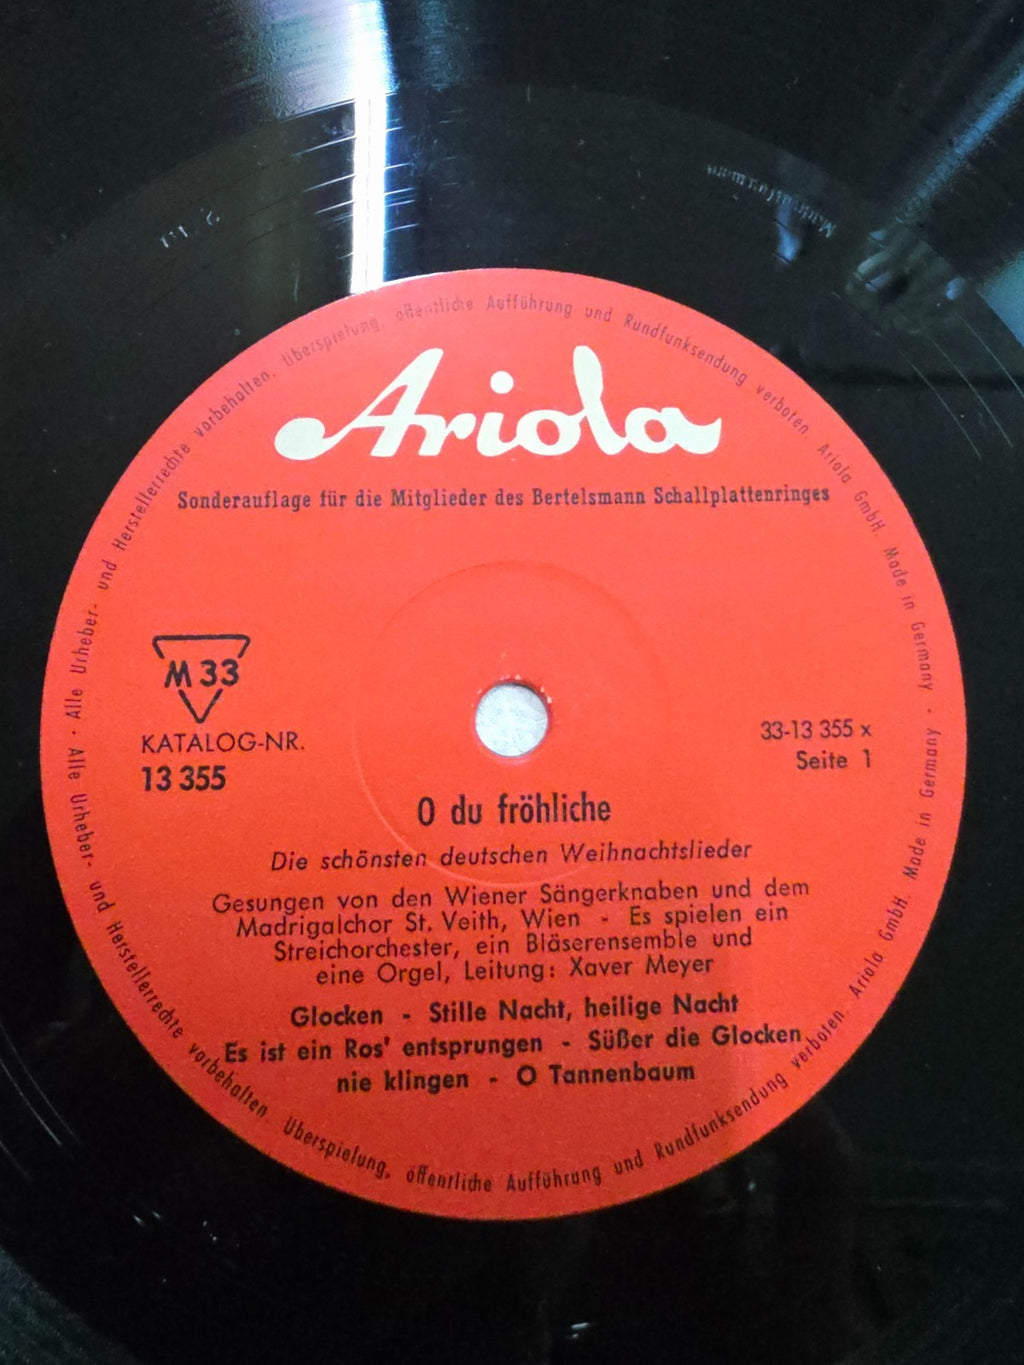 Alle Urheber- und Herstellerrechte vorbehalten. Überspielung, öffentliche Aufführung und Rundfunksendung verboten. Ariola GmbH. Made in Germany ·
Ariola
Sonderauflage für die Mitglieder des Bertelsmann Schallplattenringes
M 33
KATALOG-NR.
13 355
33-13 355 x
Seite 1
O du fröhliche
Die schönsten deutschen Weihnachtslieder
Gesungen von den Wiener Sängerknaben und dem
Madrigalchor St. Veith, Wien - Es spielen ein
Streichorchester, ein Bläserensemble und
eine Orgel, Leitung: Xaver Meyer
Glocken - Stille Nacht, heilige Nacht
Es ist ein Ros' entsprungen - Süßer die Glocken
nie klingen - O Tannenbaum
Alle Urheber- und Herstellerrechte vorbehalten. Überspielung, öffentliche Aufführung und Rundfunksendung verboten. Ariola GmbH. Made in Germany ·